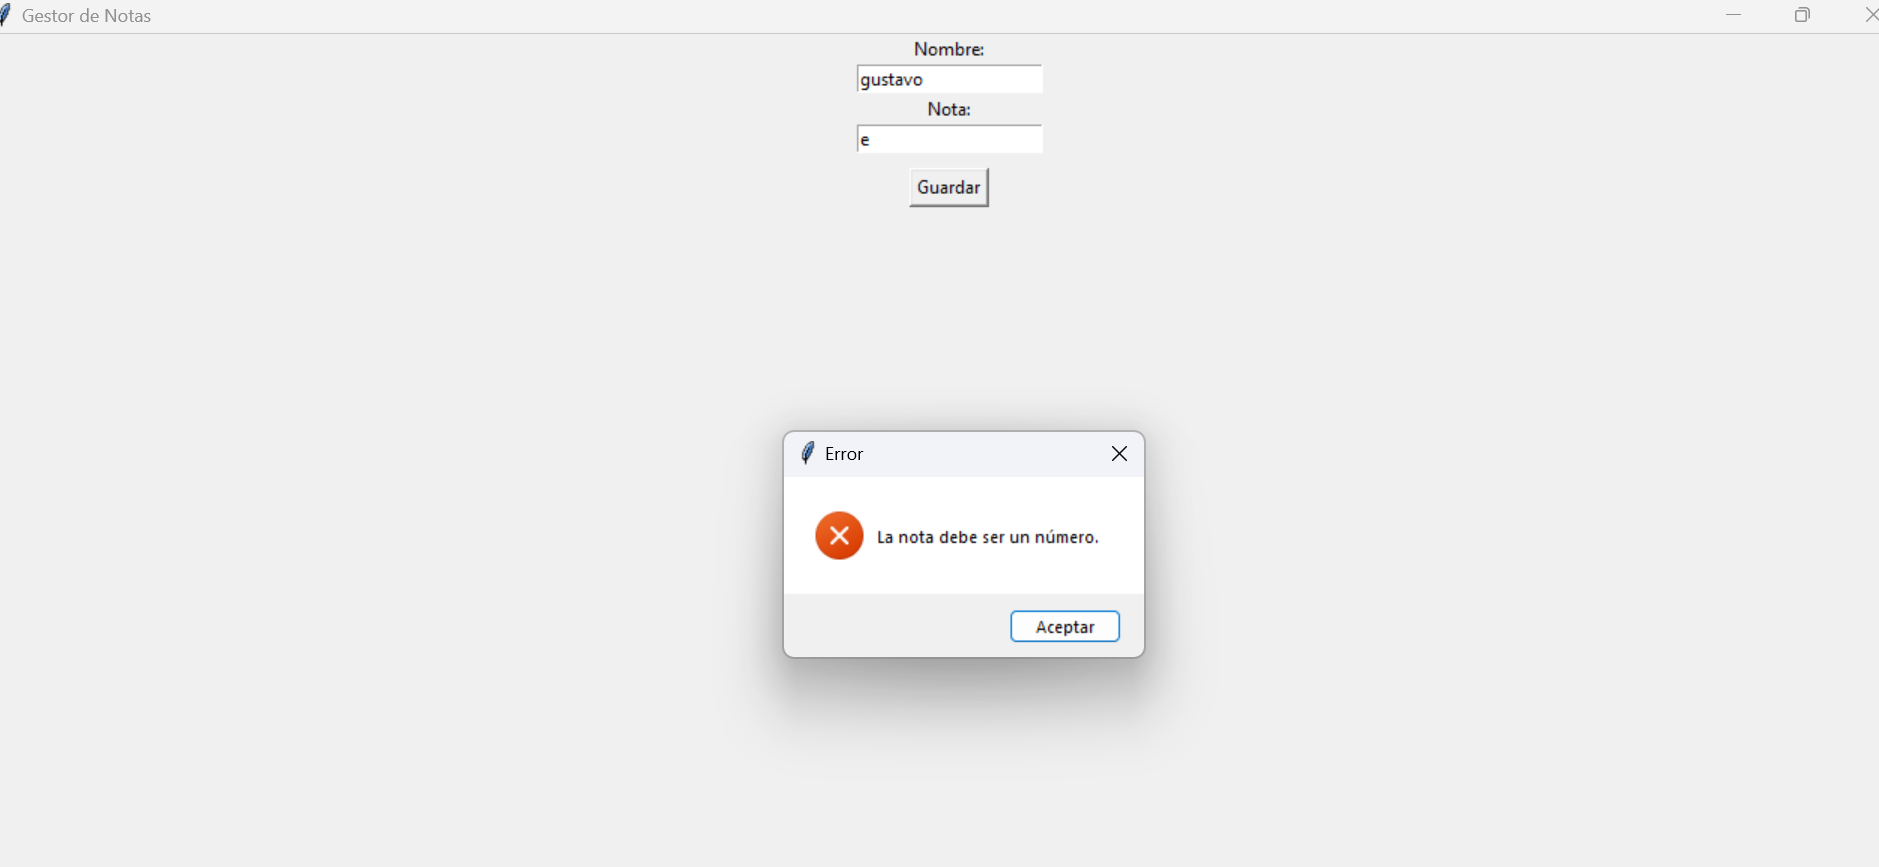 Gestor de Notas
Nombre:
gustavo
Nota:
e
Guardar
Error
La nota debe ser un número.
Aceptar